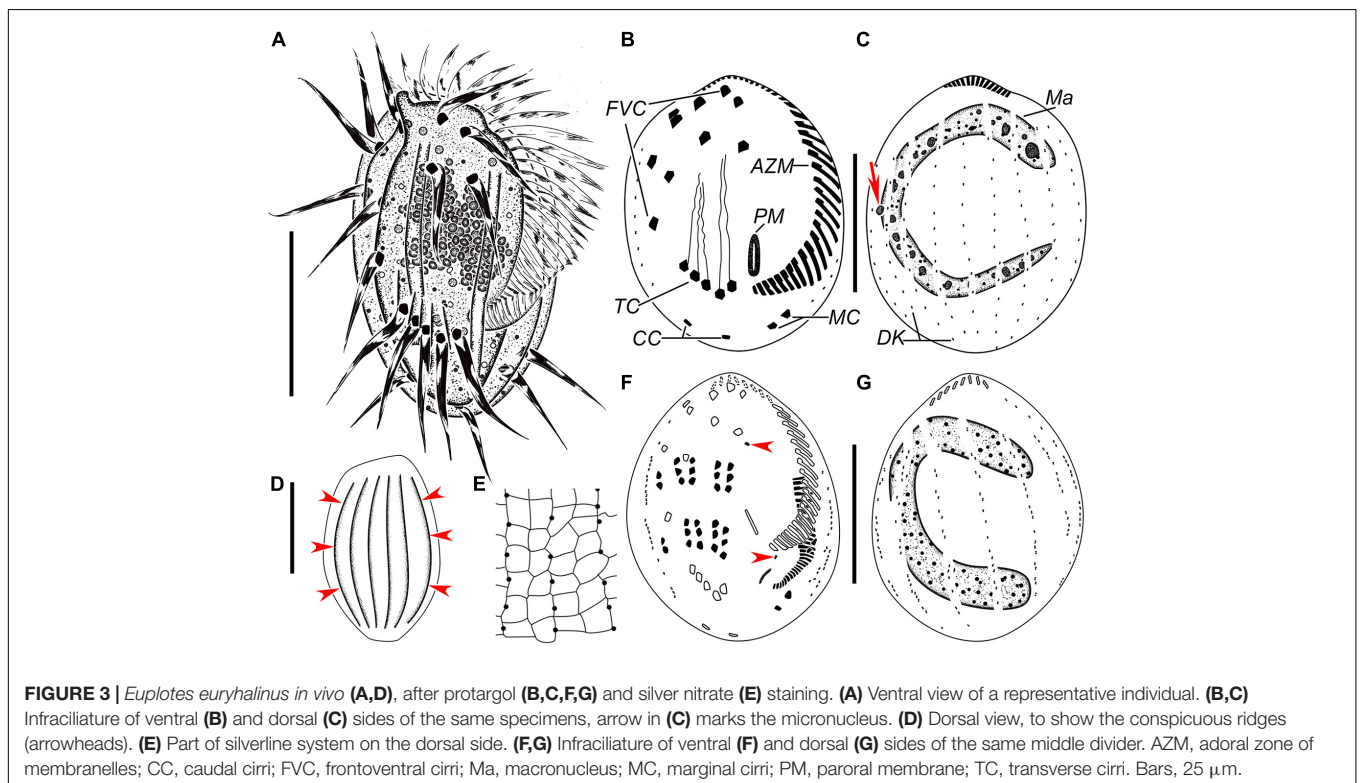 A
B
C
FVC
Ma
AZM
PM
TC
MC
CC
DK
F
G
D
E
FIGURE 3 | Euplotes euryhalinus in vivo (A,D), after protargol (B,C,F,G) and silver nitrate (E) staining. (A) Ventral view of a representative individual. (B,C)
Infraciliature of ventral (B) and dorsal (C) sides of the same specimens, arrow in (C) marks the micronucleus. (D) Dorsal view, to show the conspicuous ridges
(arrowheads). (E) Part of silverline system on the dorsal side. (F,G) Infraciliature of ventral (F) and dorsal (G) sides of the same middle divider. AZM, adoral zone of
membranelles; CC, caudal cirri; FVC, frontoventral cirri; Ma, macronucleus; MC, marginal cirri; PM, paroral membrane; TC, transverse cirri. Bars, 25 μm.